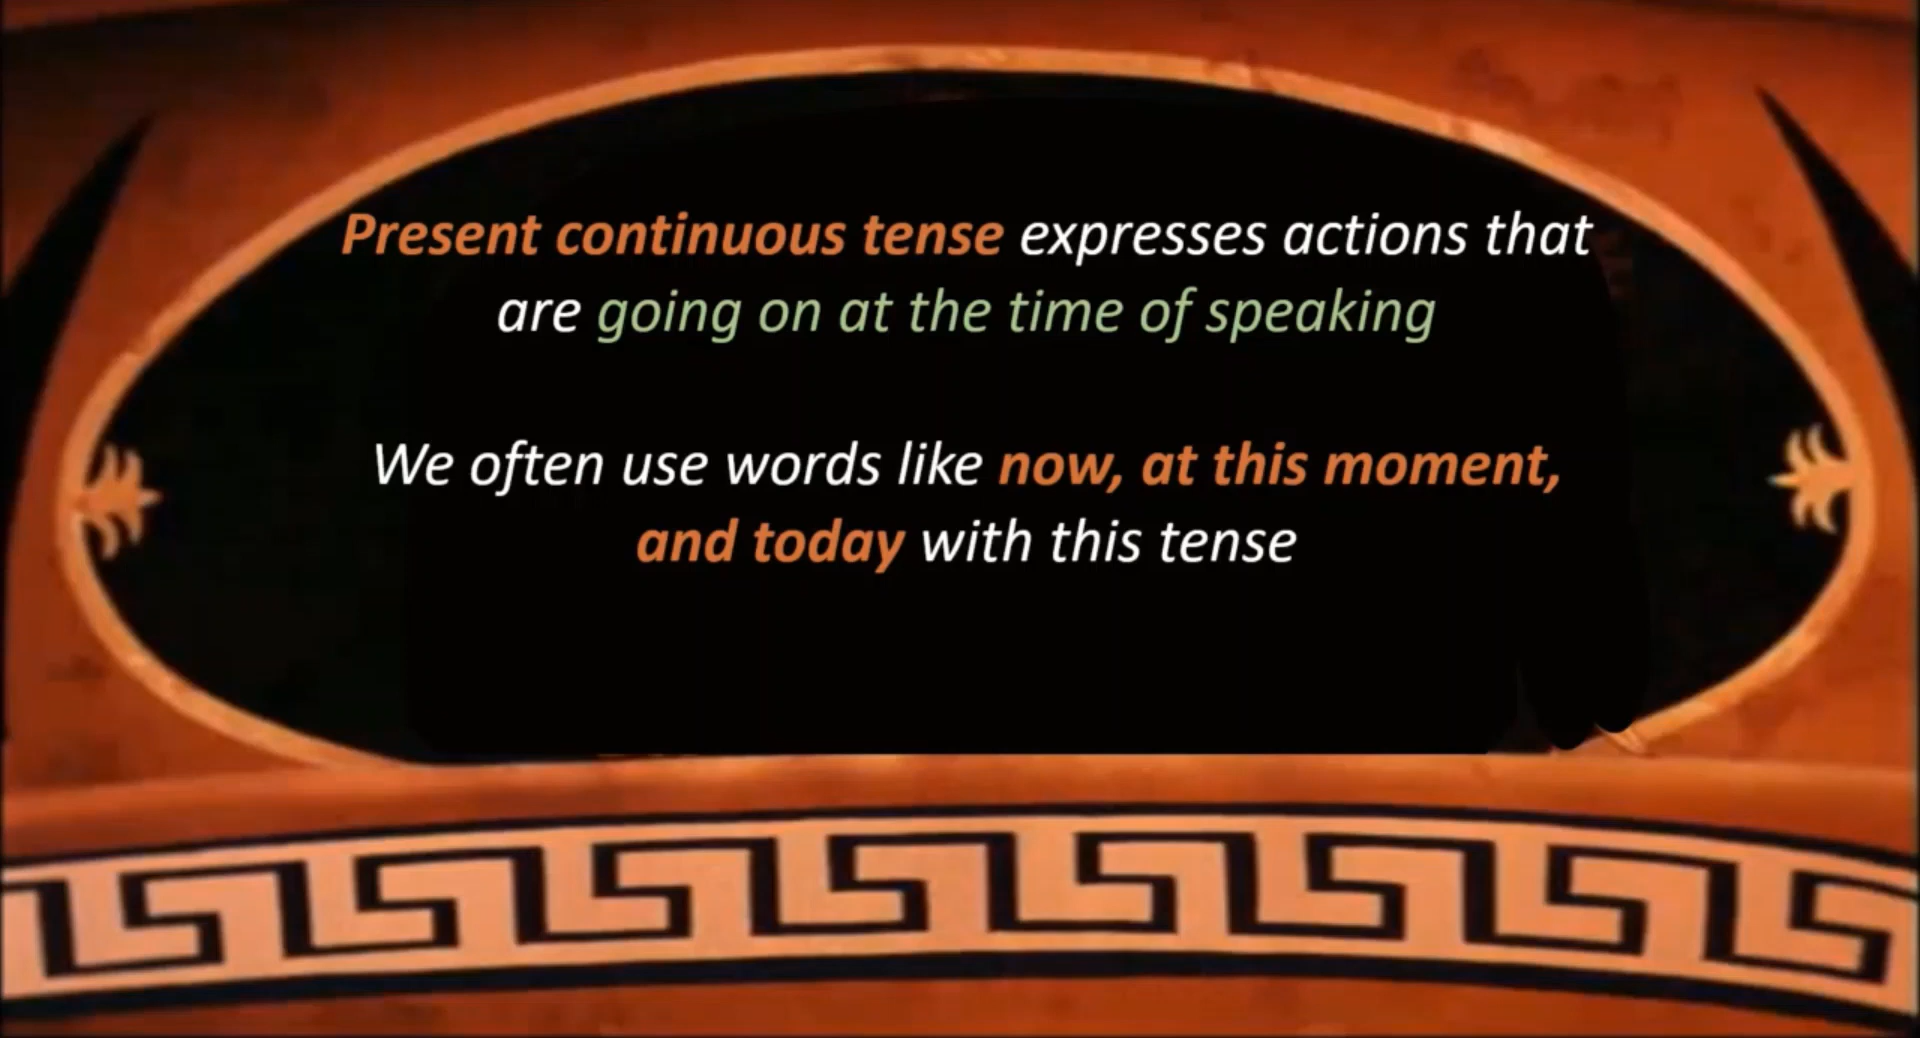 Present continuous tense expresses actions that
are going on at the time of speaking
We often use words like now, at this moment,
and today with this tense